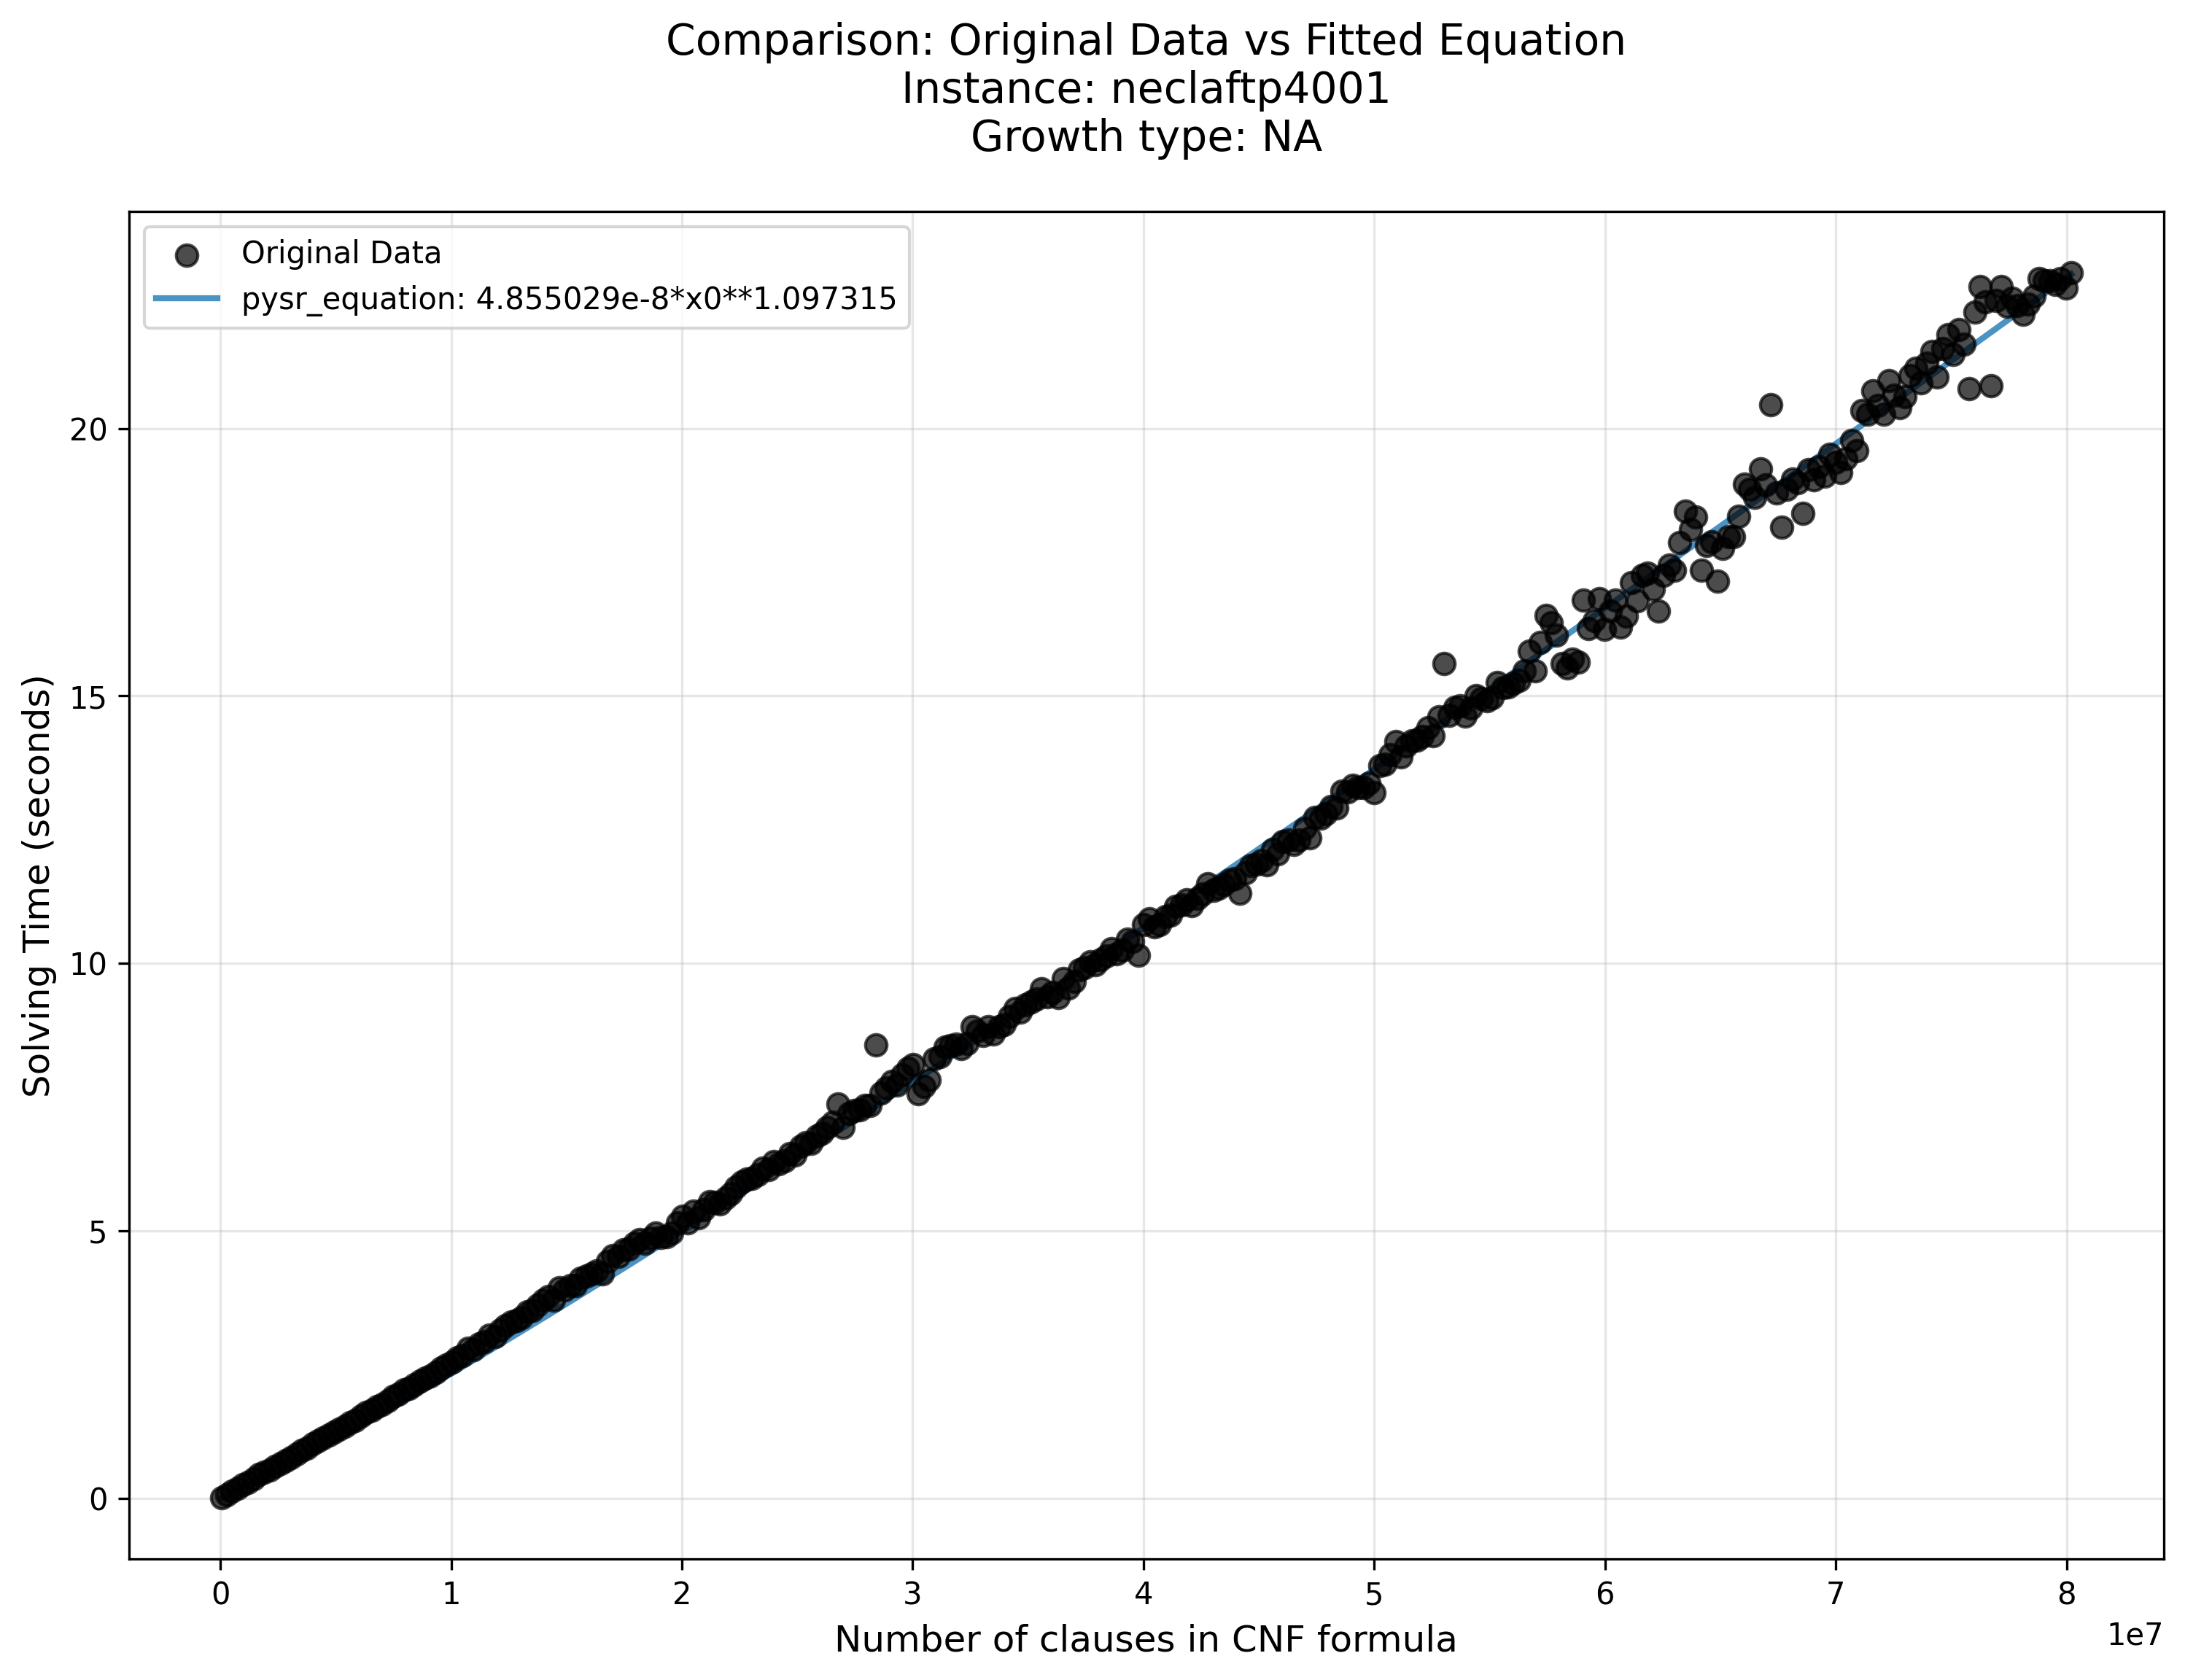 Comparison: Original Data vs Fitted Equation
Instance: neclaftp4001
Growth type: NA
Original Data
pysr_equation: 4.855029e-8*x0**1.097315
Solving Time (seconds)
20
15
10
5
0
0 1 2 3 4 5 6 7 8
1e7
Number of clauses in CNF formula